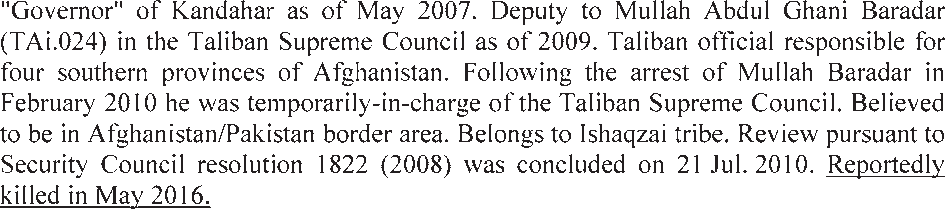 "Governor" of Kandahar as of May 2007. Deputy to Mullah Abdul Ghani Baradar
(TAi.024) in the Taliban Supreme Council as of 2009. Taliban official responsible for
four southern provinces of Afghanistan. Following the arrest of Mullah Baradar in
February 2010 he was temporarily-in-charge of the Taliban Supreme Council. Believed
to be in Afghanistan/Pakistan border area. Belongs to Ishaqzai tribe. Review pursuant to
Security Council resolution 1822 (2008) was concluded on 21 Jul. 2010. Reportedly
killed in May 2016.